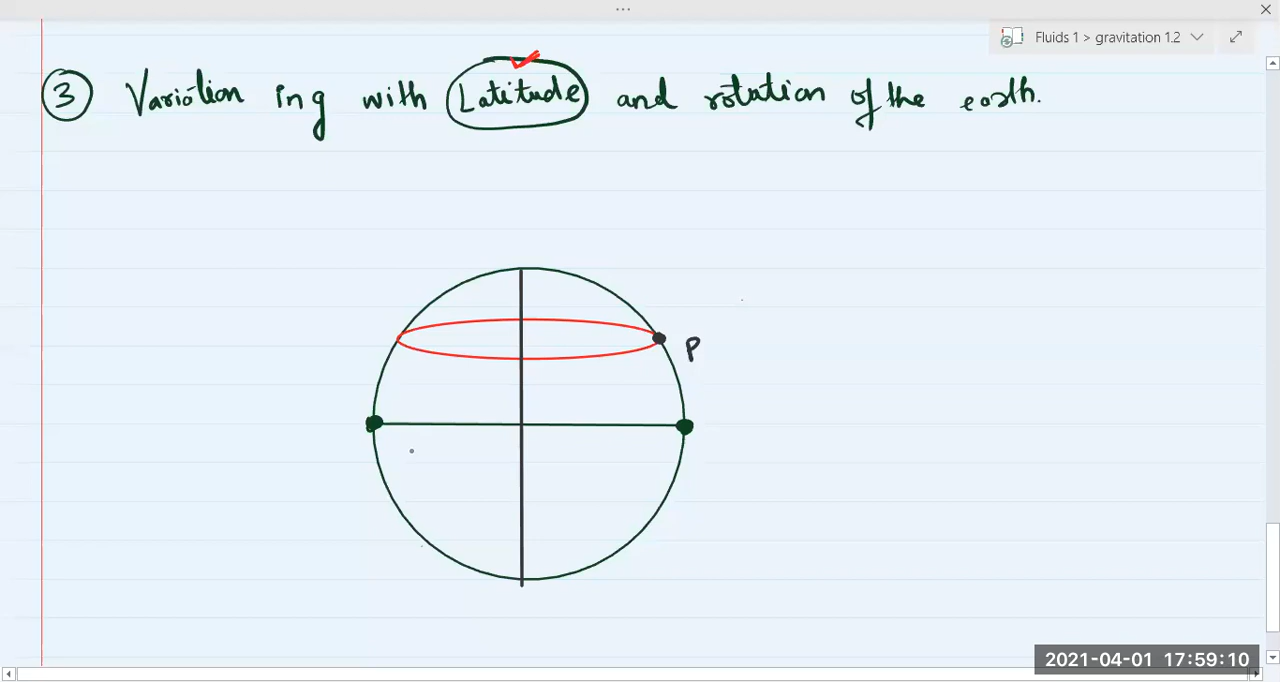 Fluids 1 > gravitation 1.2
3 Variation in g with Latitude and rotation of the earth.
P
2021-04-01 17:59:10